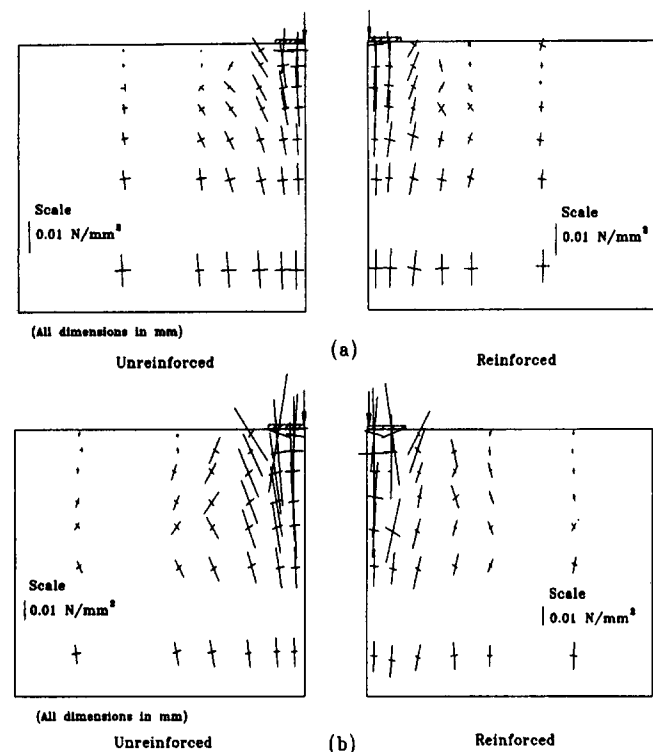 Scale
0.01 N/mm²
Scale
0.01 N/mm²
(All dimensions in mm)
(a)
Unreinforced
Reinforced
Scale
0.01 N/mm²
Scale
0.01 N/mm²
(All dimensions in mm)
Unreinforced
(b)
Reinforced